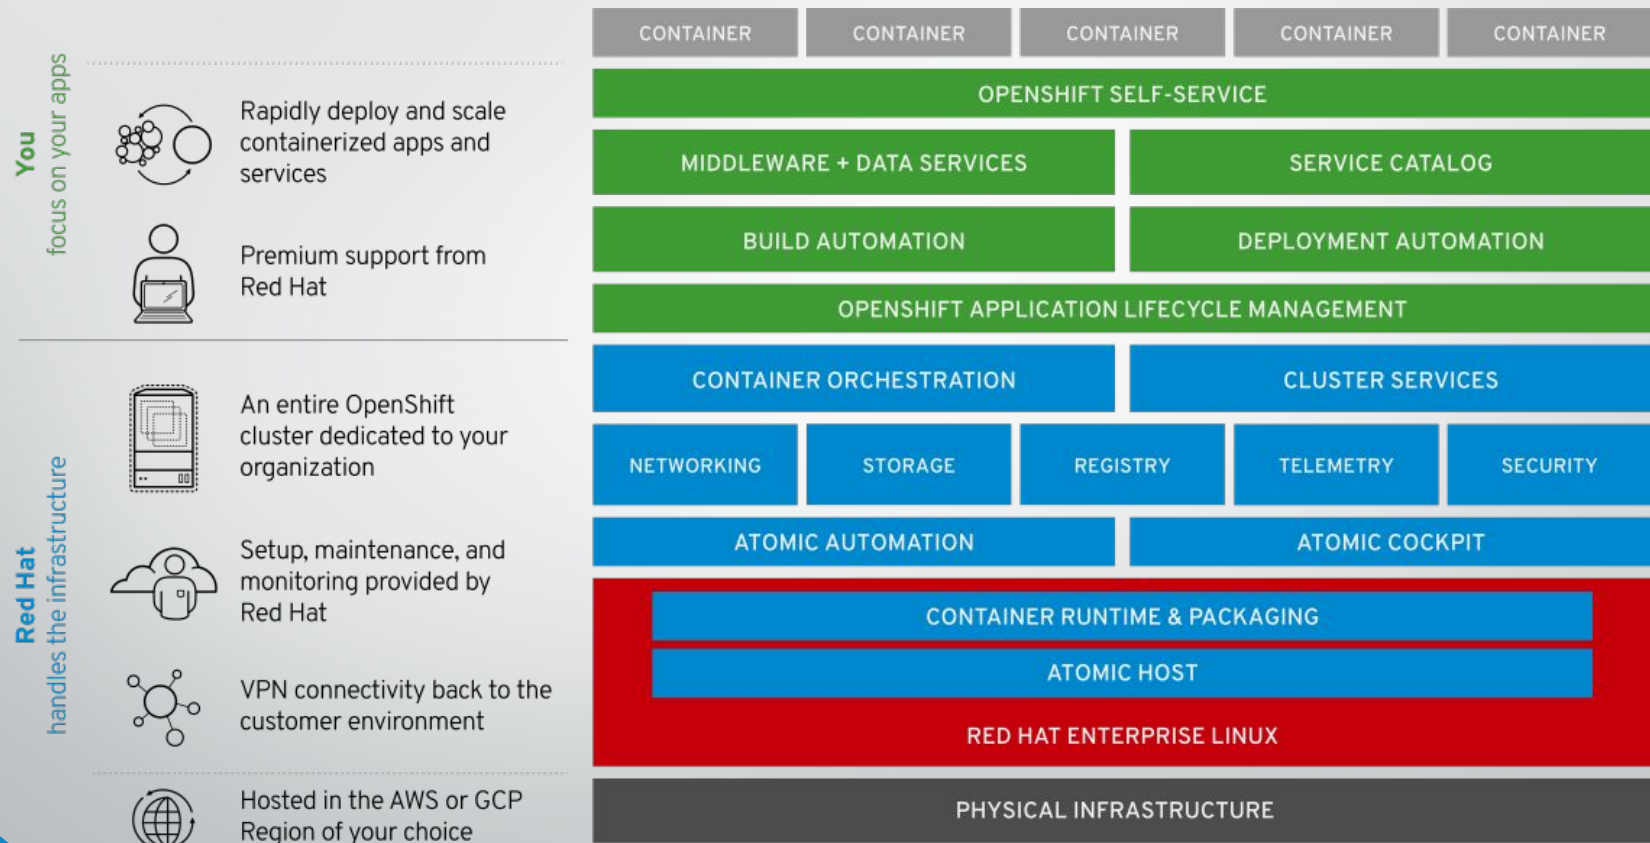 You
focus on your apps
Rapidly deploy and scale
containerized apps and
services
Premium support from
Red Hat
Red Hat
handles the infrastructure
An entire OpenShift
cluster dedicated to your
organization
Setup, maintenance, and
monitoring provided by
Red Hat
VPN connectivity back to the
customer environment
Hosted in the AWS or GCP
Region of your choice
CONTAINER CONTAINER CONTAINER CONTAINER CONTAINER
OPENSHIFT SELF-SERVICE
MIDDLEWARE + DATA SERVICES SERVICE CATALOG
BUILD AUTOMATION DEPLOYMENT AUTOMATION
OPENSHIFT APPLICATION LIFECYCLE MANAGEMENT
CONTAINER ORCHESTRATION CLUSTER SERVICES
NETWORKING STORAGE REGISTRY TELEMETRY SECURITY
ATOMIC AUTOMATION ATOMIC COCKPIT
CONTAINER RUNTIME & PACKAGING
ATOMIC HOST
RED HAT ENTERPRISE LINUX
PHYSICAL INFRASTRUCTURE